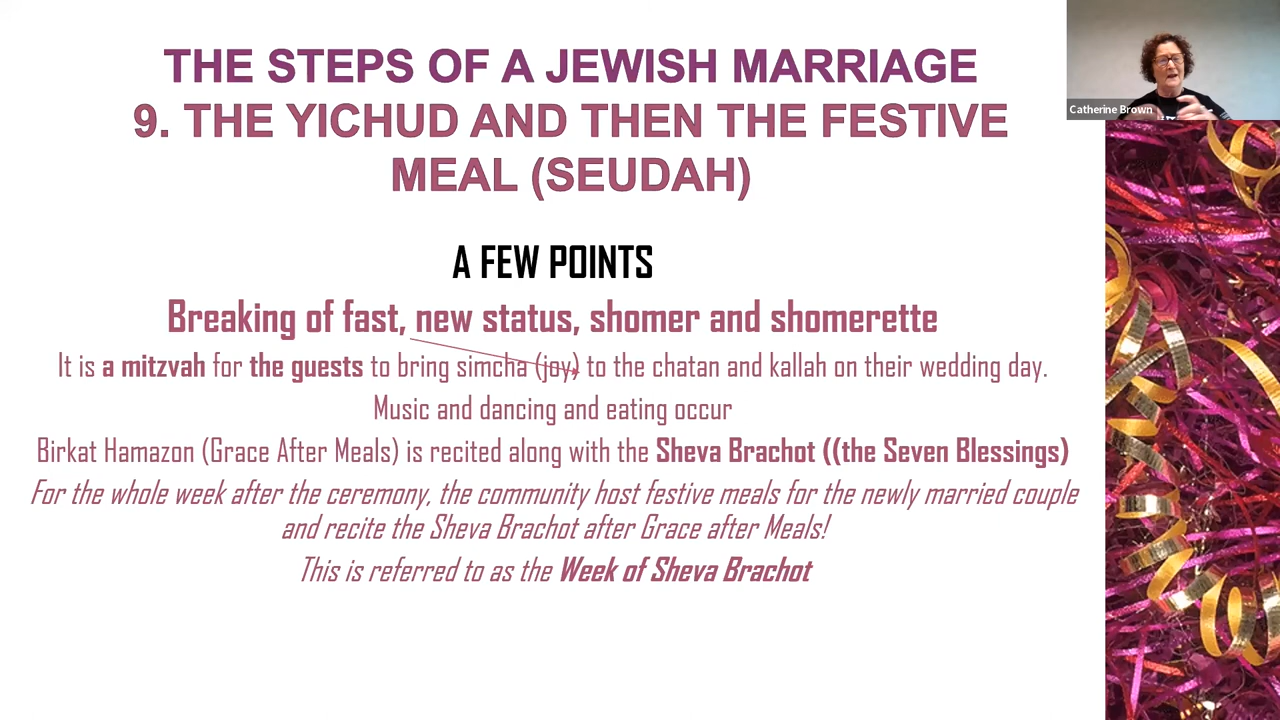 THE STEPS OF A JEWISH MARRIAGE
9. THE YICHUD AND THEN THE FESTIVE
MEAL (SEUDAH)
Catherine Brown
A FEW POINTS
Breaking of fast, new status, shomer and shomerette
It is a mitzvah for the guests to bring simcha (joy) to the chatan and kallah on their wedding day.
Music and dancing and eating occur
Birkat Hamazon (Grace After Meals) is recited along with the Sheva Brachot ((the Seven Blessings)
For the whole week after the ceremony, the community host festive meals for the newly married couple
and recite the Sheva Brachot after Grace after Meals!
This is referred to as the Week of Sheva Brachot